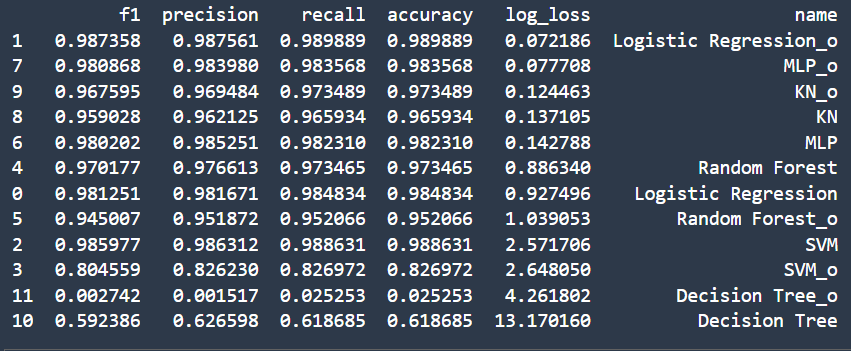 f1 precision recall accuracy log_loss name
1 0.987358 0.987561 0.989889 0.989889 0.072186 Logistic Regression_o
7 0.980868 0.983980 0.983568 0.983568 0.077708 MLP_o
9 0.967595 0.969484 0.973489 0.973489 0.124463 KN_o
8 0.959028 0.962125 0.965934 0.965934 0.137105 KN
6 0.980202 0.985251 0.982310 0.982310 0.142788 MLP
4 0.970177 0.976613 0.973465 0.973465 0.886340 Random Forest
0 0.981251 0.981671 0.984834 0.984834 0.927496 Logistic Regression
5 0.945007 0.951872 0.952066 0.952066 1.039053 Random Forest_o
2 0.985977 0.986312 0.988631 0.988631 2.571706 SVM
3 0.804559 0.826230 0.826972 0.826972 2.648050 SVM_o
11 0.002742 0.001517 0.025253 0.025253 4.261802 Decision Tree_o
10 0.592386 0.626598 0.618685 0.618685 13.170160 Decision Tree